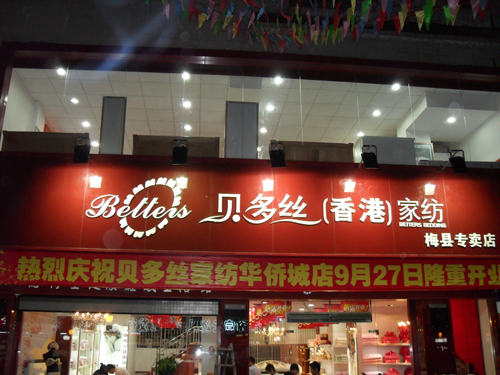 Betters 贝多丝(香港)家纺
BETTERS BEDDING
梅县专卖店
热烈庆祝贝多丝家纺华侨城店9月27日隆重开业